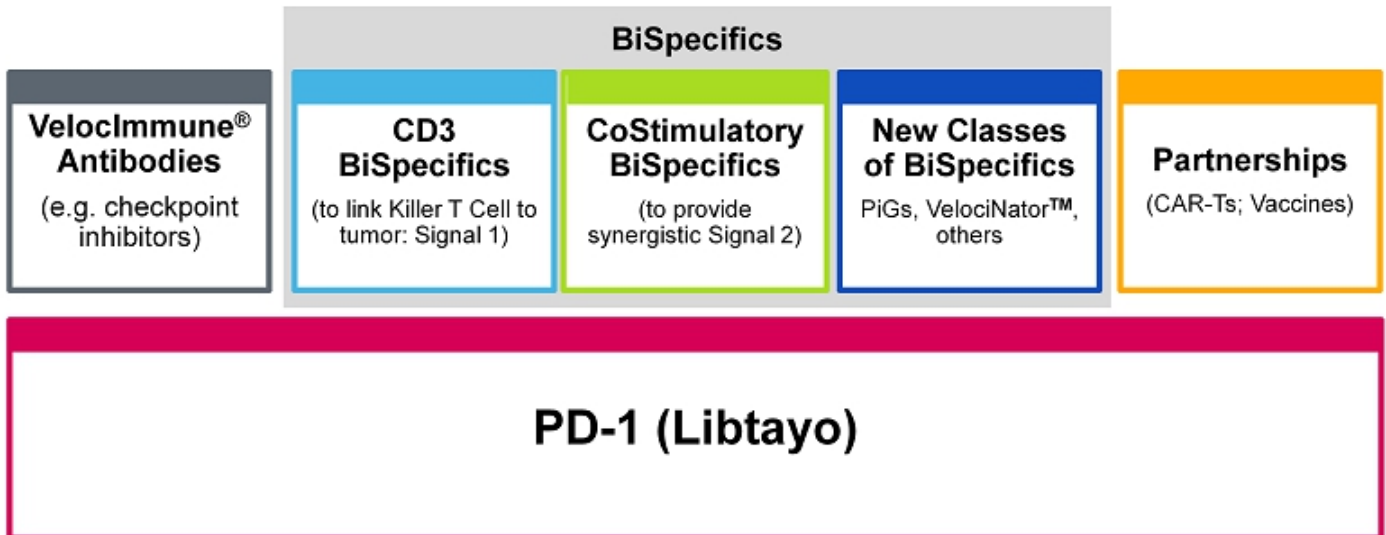 BiSpecifics
VelocImmune®
Antibodies
(e.g. checkpoint
inhibitors)
CD3
BiSpecifics
(to link Killer T Cell to
tumor: Signal 1)
CoStimulatory
BiSpecifics
(to provide
synergistic Signal 2)
New Classes
of BiSpecifics
PiGs, VelociNator™,
others
Partnerships
(CAR-Ts; Vaccines)
PD-1 (Libtayo)